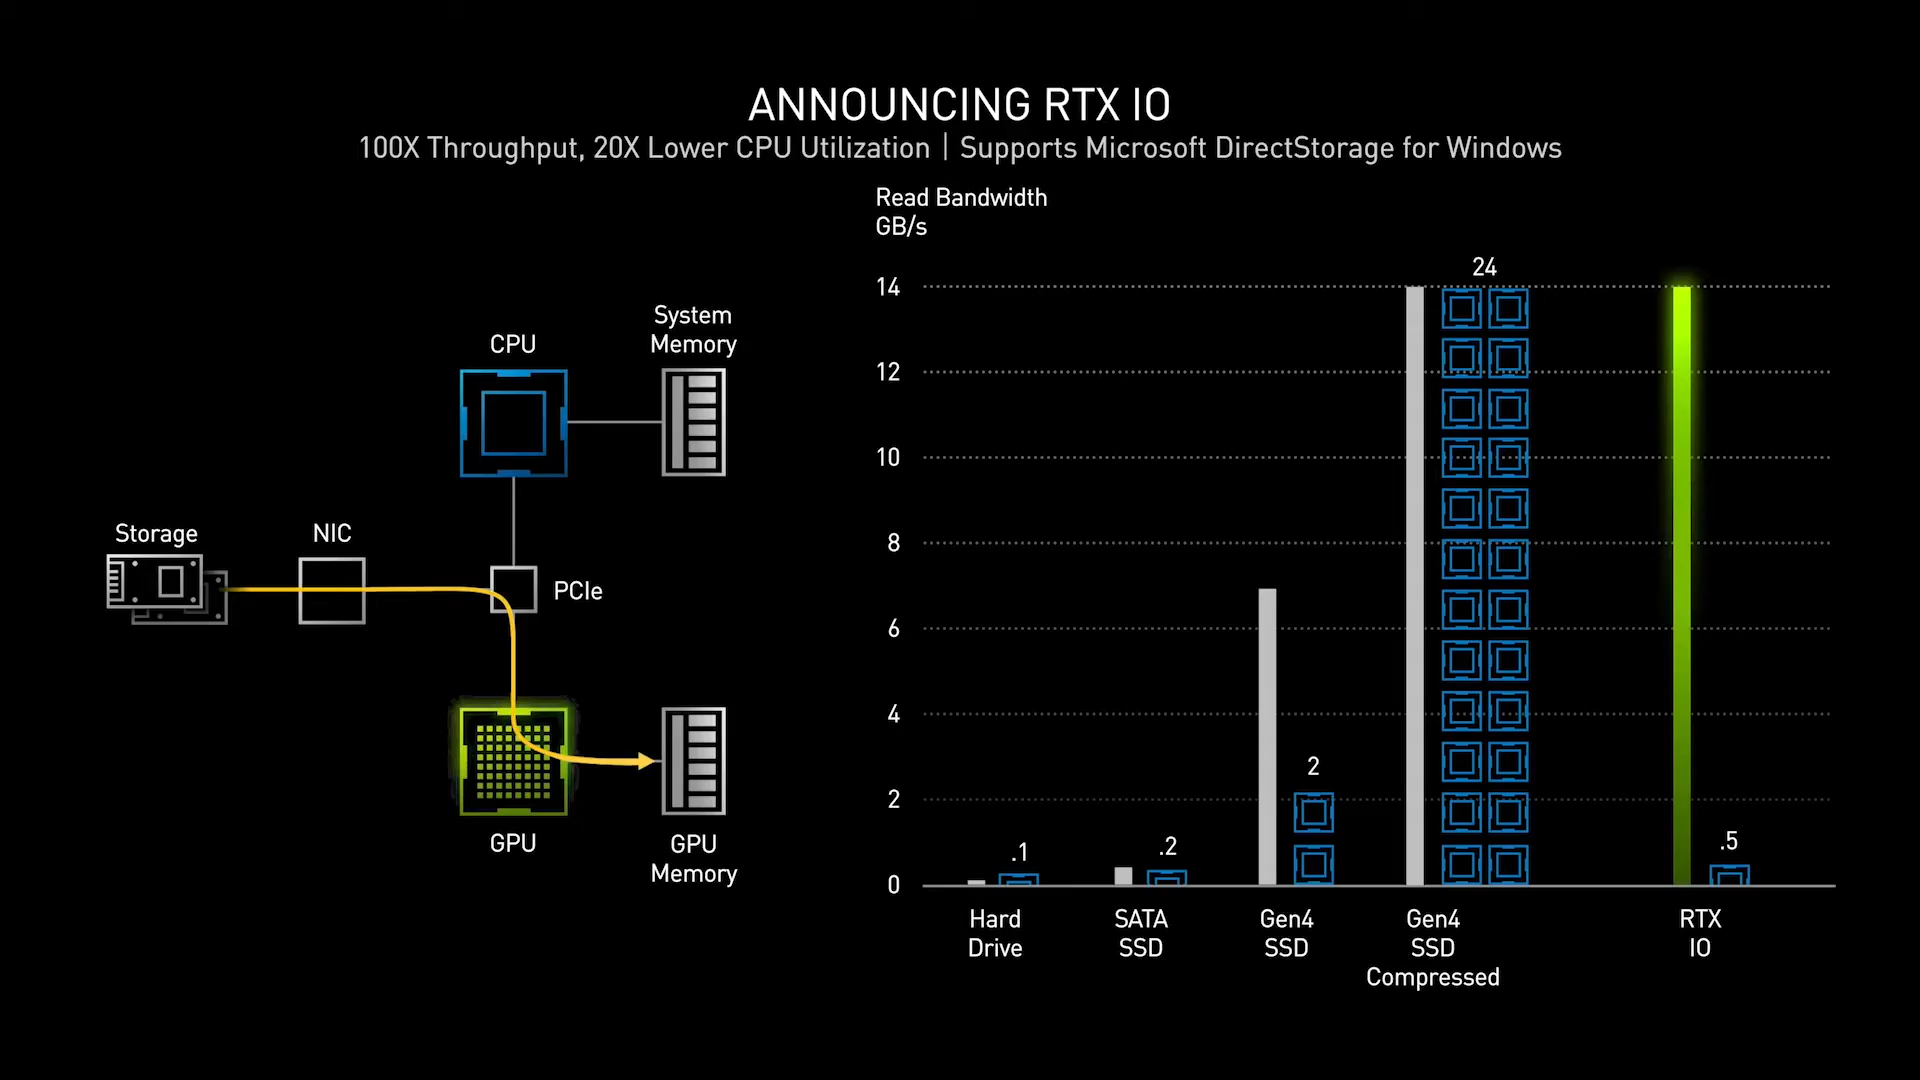 ANNOUNCING RTX IO
100X Throughput, 20X Lower CPU Utilization | Supports Microsoft DirectStorage for Windows
System
Memory
CPU
Storage
NIC
PCIe
GPU
GPU
Memory
Read Bandwidth
GB/s
14
12
10
8
6
4
2
0
.1
.2
2
24
.5
Hard
Drive
SATA
SSD
Gen4
SSD
Gen4
SSD
Compressed
RTX
IO